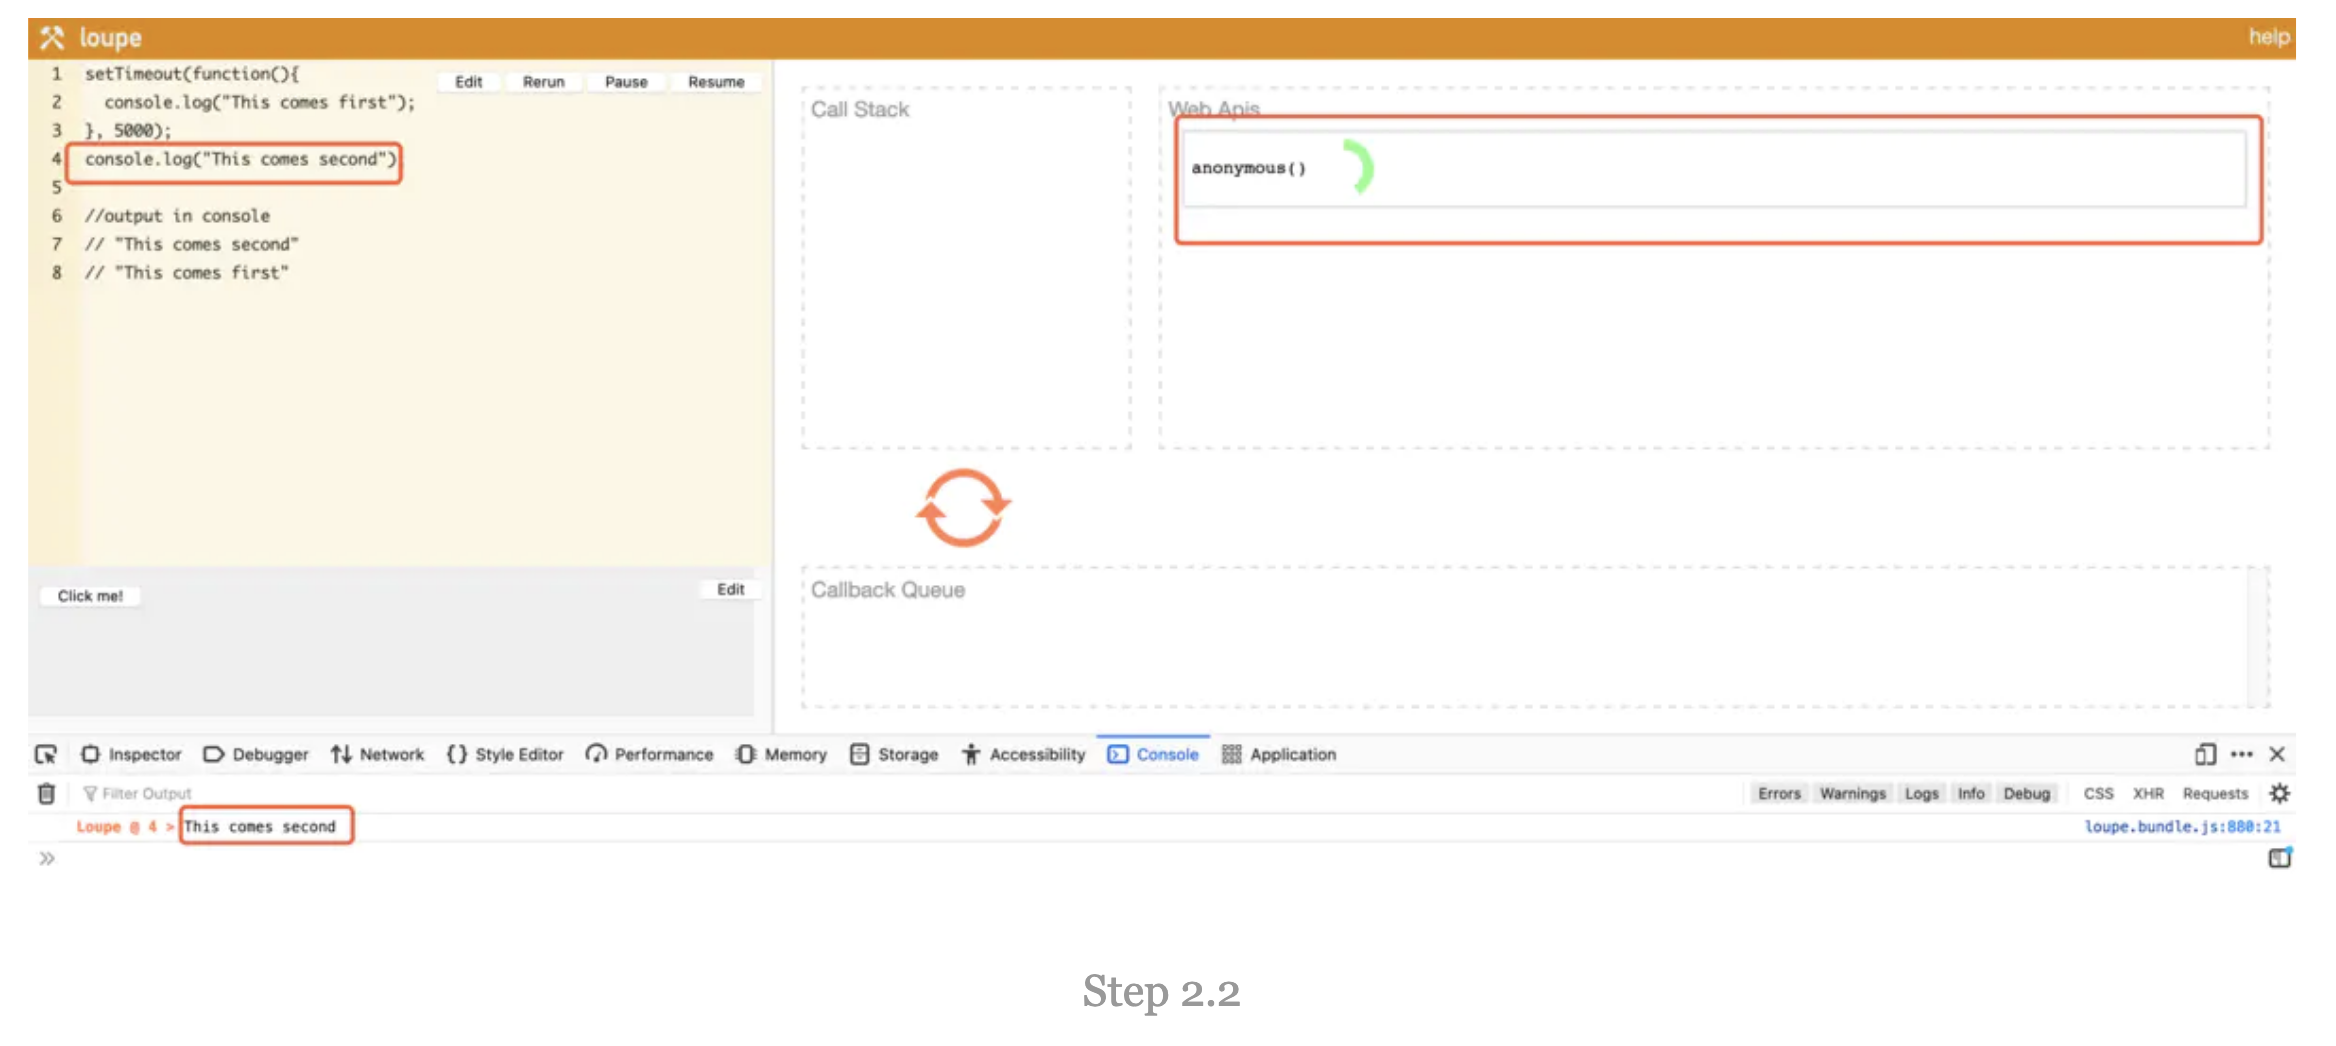 loupe
help
1 setTimeout(function(){
2 console.log("This comes first");
3 }, 5000);
4 console.log("This comes second")
5
6 //output in console
7 // "This comes second"
8 // "This comes first"
Edit Rerun Pause Resume
Call Stack
Web Apis
anonymous()
Click me!
Edit
Callback Queue
Inspector Debugger Network {} Style Editor Performance Memory Storage Accessibility Console Application
Filter Output
Errors Warnings Logs Info Debug CSS XHR Requests
Loupe @ 4 > This comes second
loupe.bundle.js:880:21
Step 2.2